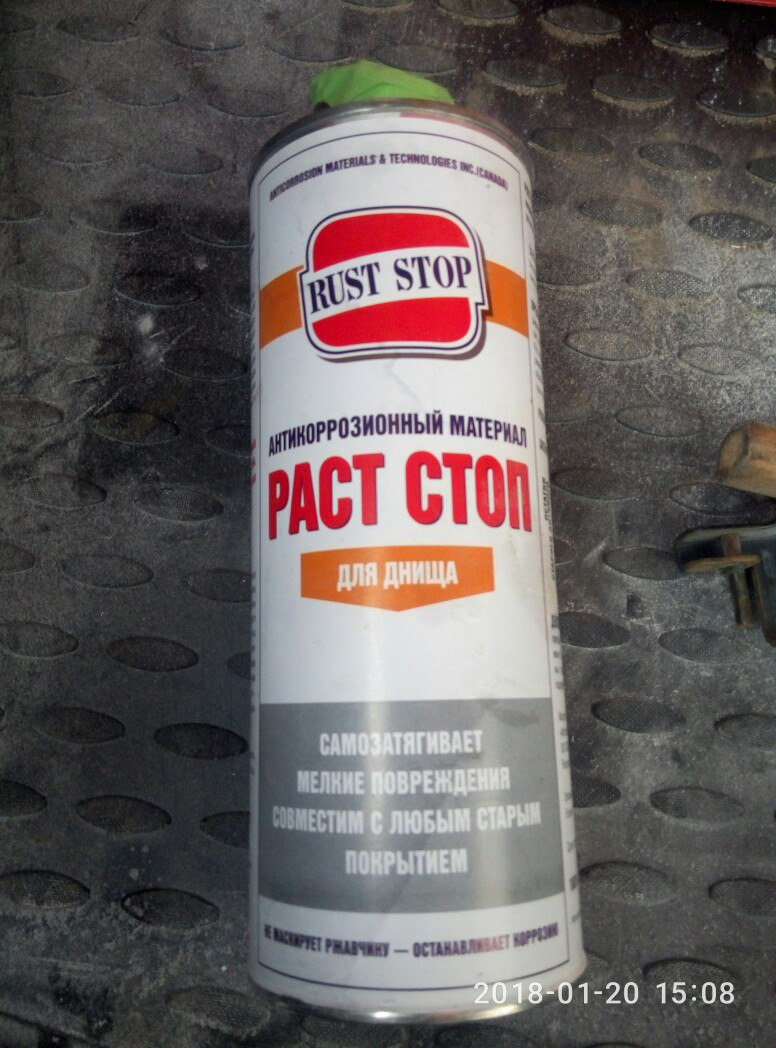 ANTICORROSION MATERIALS & TECHNOLOGIES INC.(CANADA)
RUST STOP
АНТИКОРРОЗИОННЫЙ МАТЕРИАЛ
РАСТ СТОП
ДЛЯ ДНИЩА
САМОЗАТЯГИВАЕТ
МЕЛКИЕ ПОВРЕЖДЕНИЯ
СОВМЕСТИМ С ЛЮБЫМ СТАРЫМ
ПОКРЫТИЕМ
НЕ МАСКИРУЕТ РЖАВЧИНУ — ОСТАНАВЛИВАЕТ КОРРОЗИЮ
2018-01-20 15:08